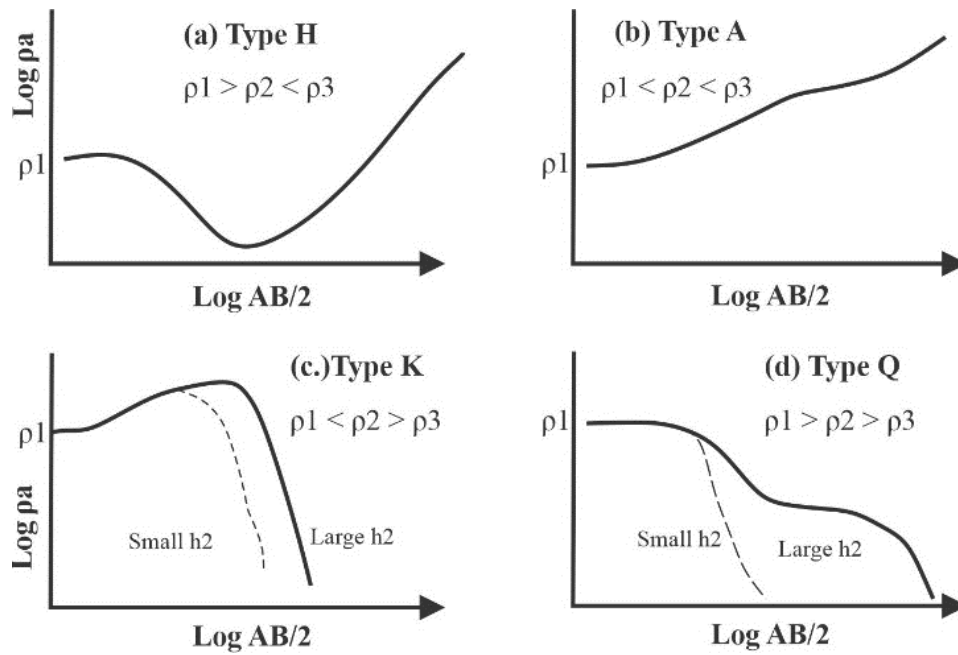 (a) Type H
ρ1 > ρ2 < ρ3
Log ρa
ρ1
Log AB/2
(b) Type A
ρ1 < ρ2 < ρ3
ρ1
Log AB/2
(c.)Type K
ρ1 < ρ2 > ρ3
ρ1
Log ρa
Small h2
Large h2
Log AB/2
(d) Type Q
ρ1 > ρ2 > ρ3
ρ1
Small h2
Large h2
Log AB/2